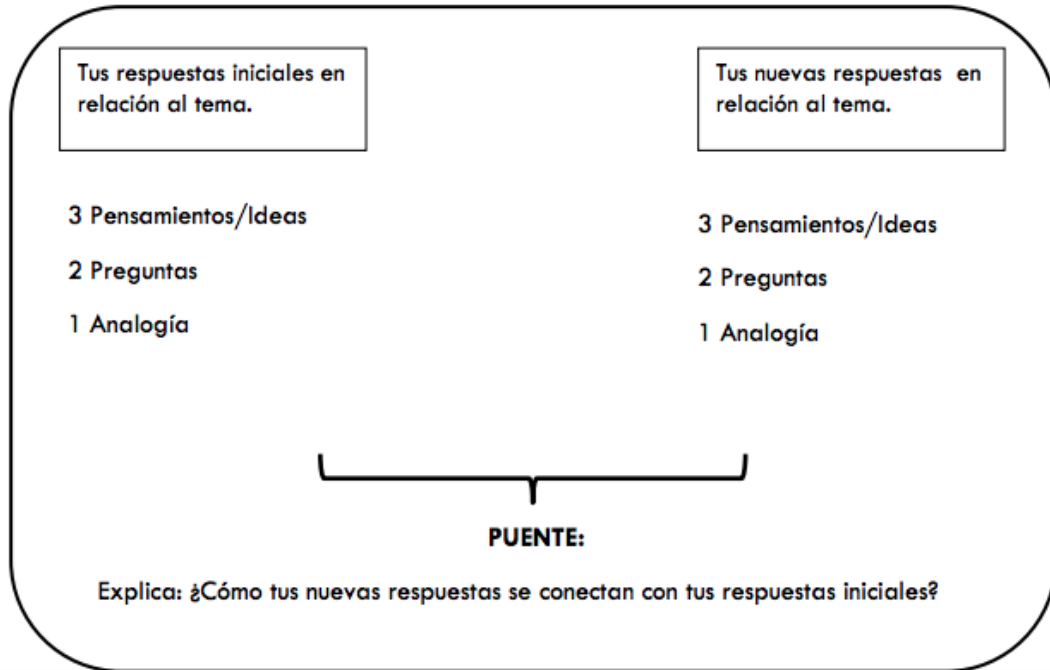 Tus respuestas iniciales en
relación al tema.
3 Pensamientos/Ideas
2 Preguntas
1 Analogía
Tus nuevas respuestas en
relación al tema.
3 Pensamientos/Ideas
2 Preguntas
1 Analogía
PUENTE:
Explica: ¿Cómo tus nuevas respuestas se conectan con tus respuestas iniciales?